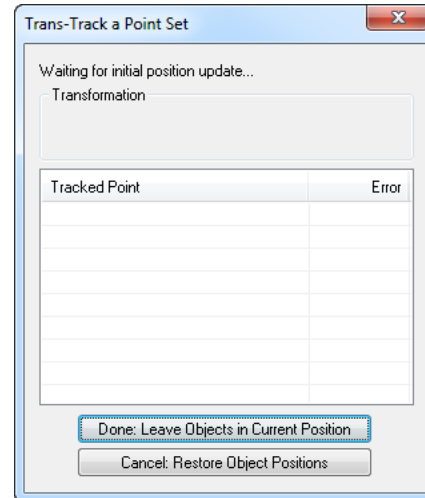 Trans-Track a Point Set
Waiting for initial position update...
Transformation
Tracked Point Error
Done: Leave Objects in Current Position
Cancel: Restore Object Positions